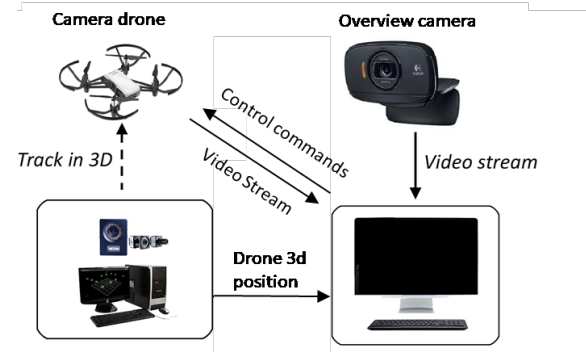 Camera drone
Overview camera
Control commands
Video Stream
Track in 3D
Video stream
Drone 3d
position